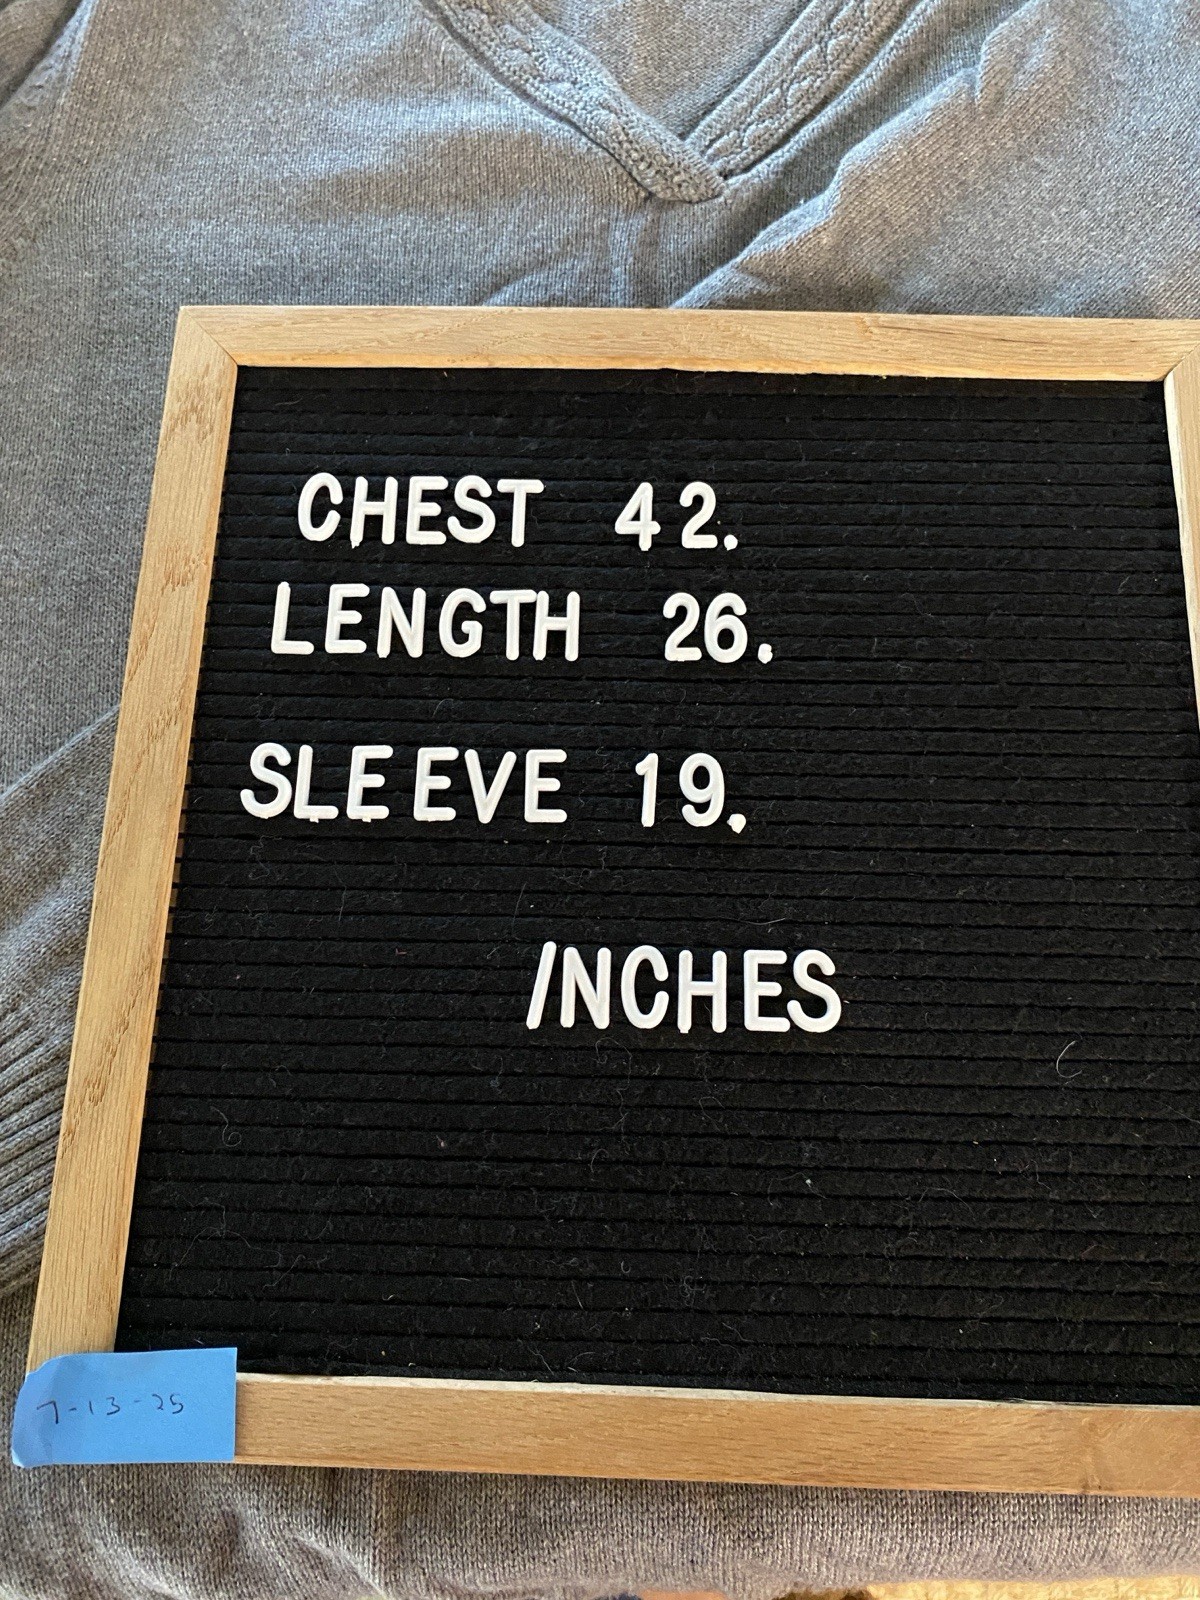 CHEST 42.
LENGTH 26.
SLEEVE 19.
INCHES
7-13-25